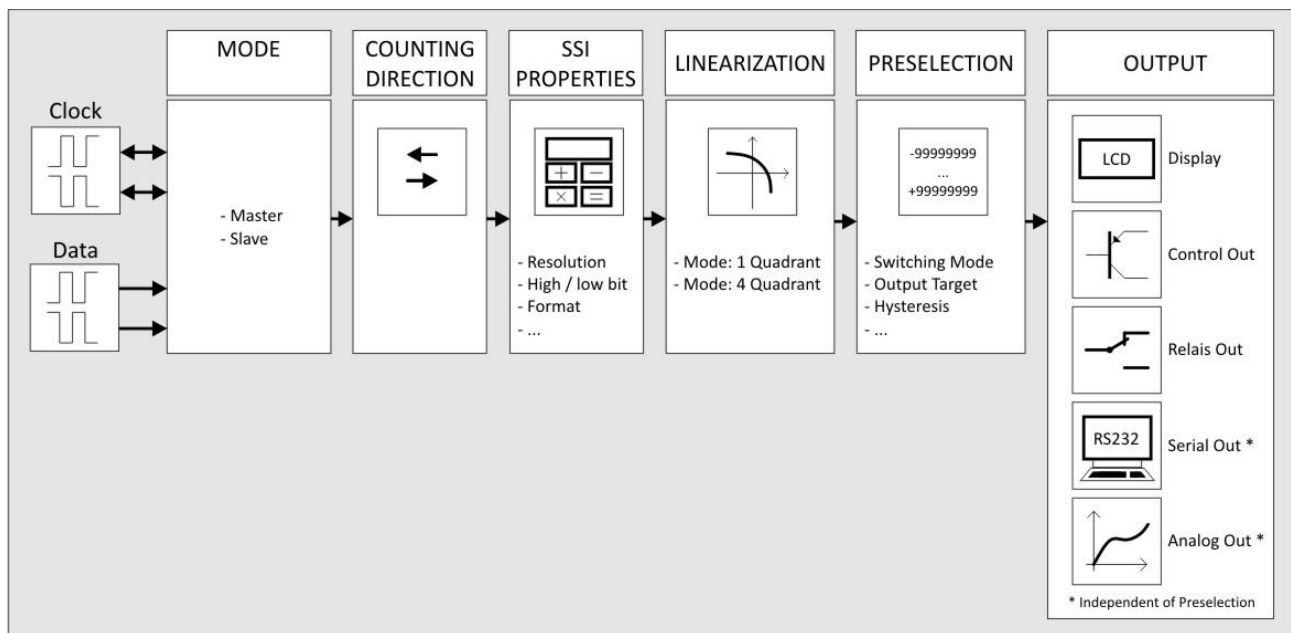 MODE
COUNTING
DIRECTION
SSI
PROPERTIES
LINEARIZATION
PRESELECTION
OUTPUT
Clock
Data
- Master
- Slave
+ −
× =
- Resolution
- High / low bit
- Format
- ...
- Mode: 1 Quadrant
- Mode: 4 Quadrant
-99999999
...
+99999999
- Switching Mode
- Output Target
- Hysteresis
- ...
LCD
Display
Control Out
Relais Out
RS232
Serial Out *
Analog Out *
* Independent of Preselection